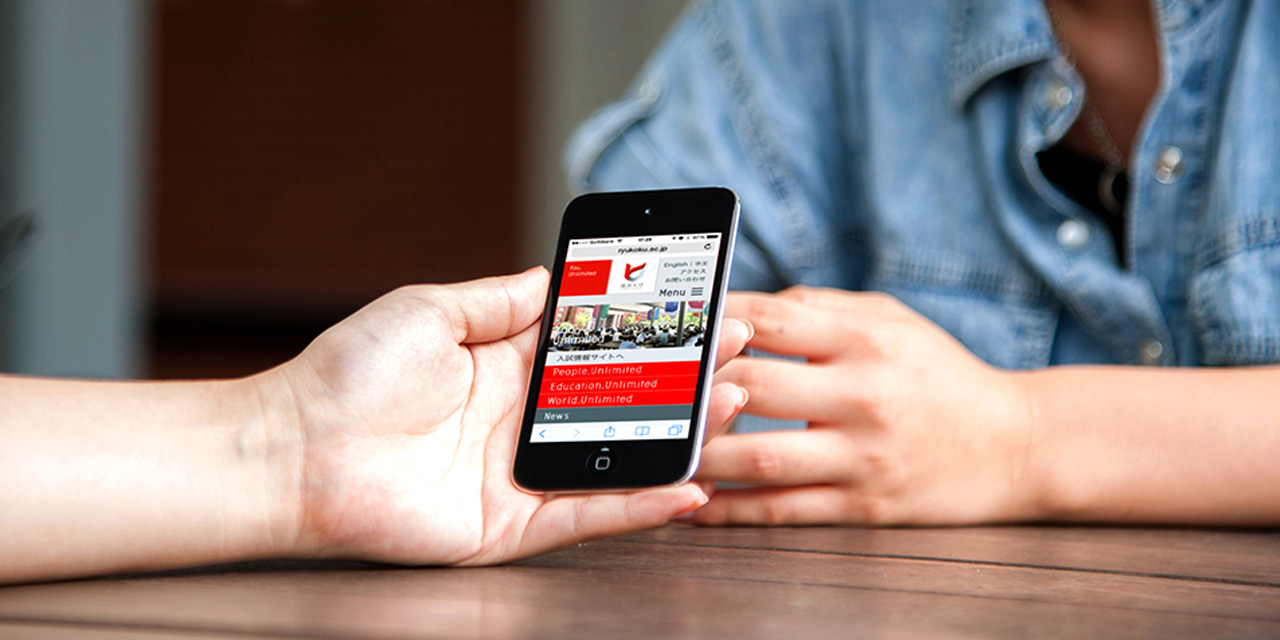 ryukoku.ac.jp
You,
Unlimited
English | 中文
アクセス
お問い合わせ
Menu
Unlimited
入試情報サイトへ
People,Unlimited
Education,Unlimited
World,Unlimited
News